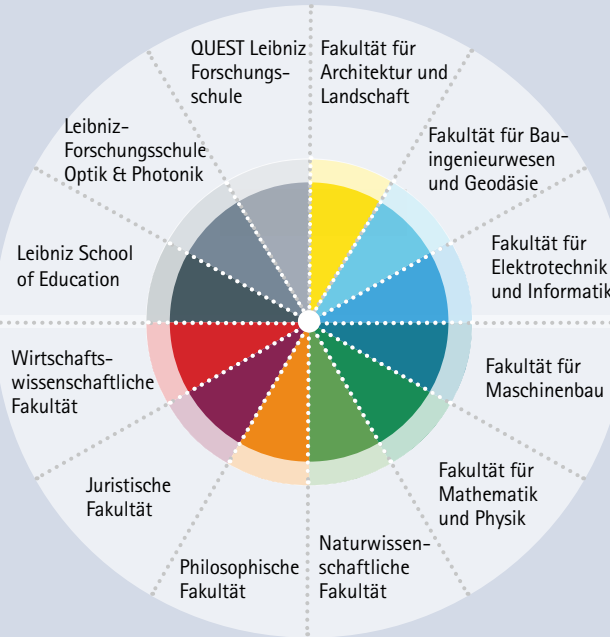 QUEST Leibniz
Forschungs-
schule
Fakultät für
Architektur und
Landschaft
Fakultät für Bau-
ingenieurwesen
und Geodäsie
Fakultät für
Elektrotechnik
und Informatik
Fakultät für
Maschinenbau
Fakultät für
Mathematik
und Physik
Naturwissen-
schaftliche
Fakultät
Philosophische
Fakultät
Juristische
Fakultät
Wirtschafts-
wissenschaftliche
Fakultät
Leibniz School
of Education
Leibniz-
Forschungsschule
Optik & Photonik